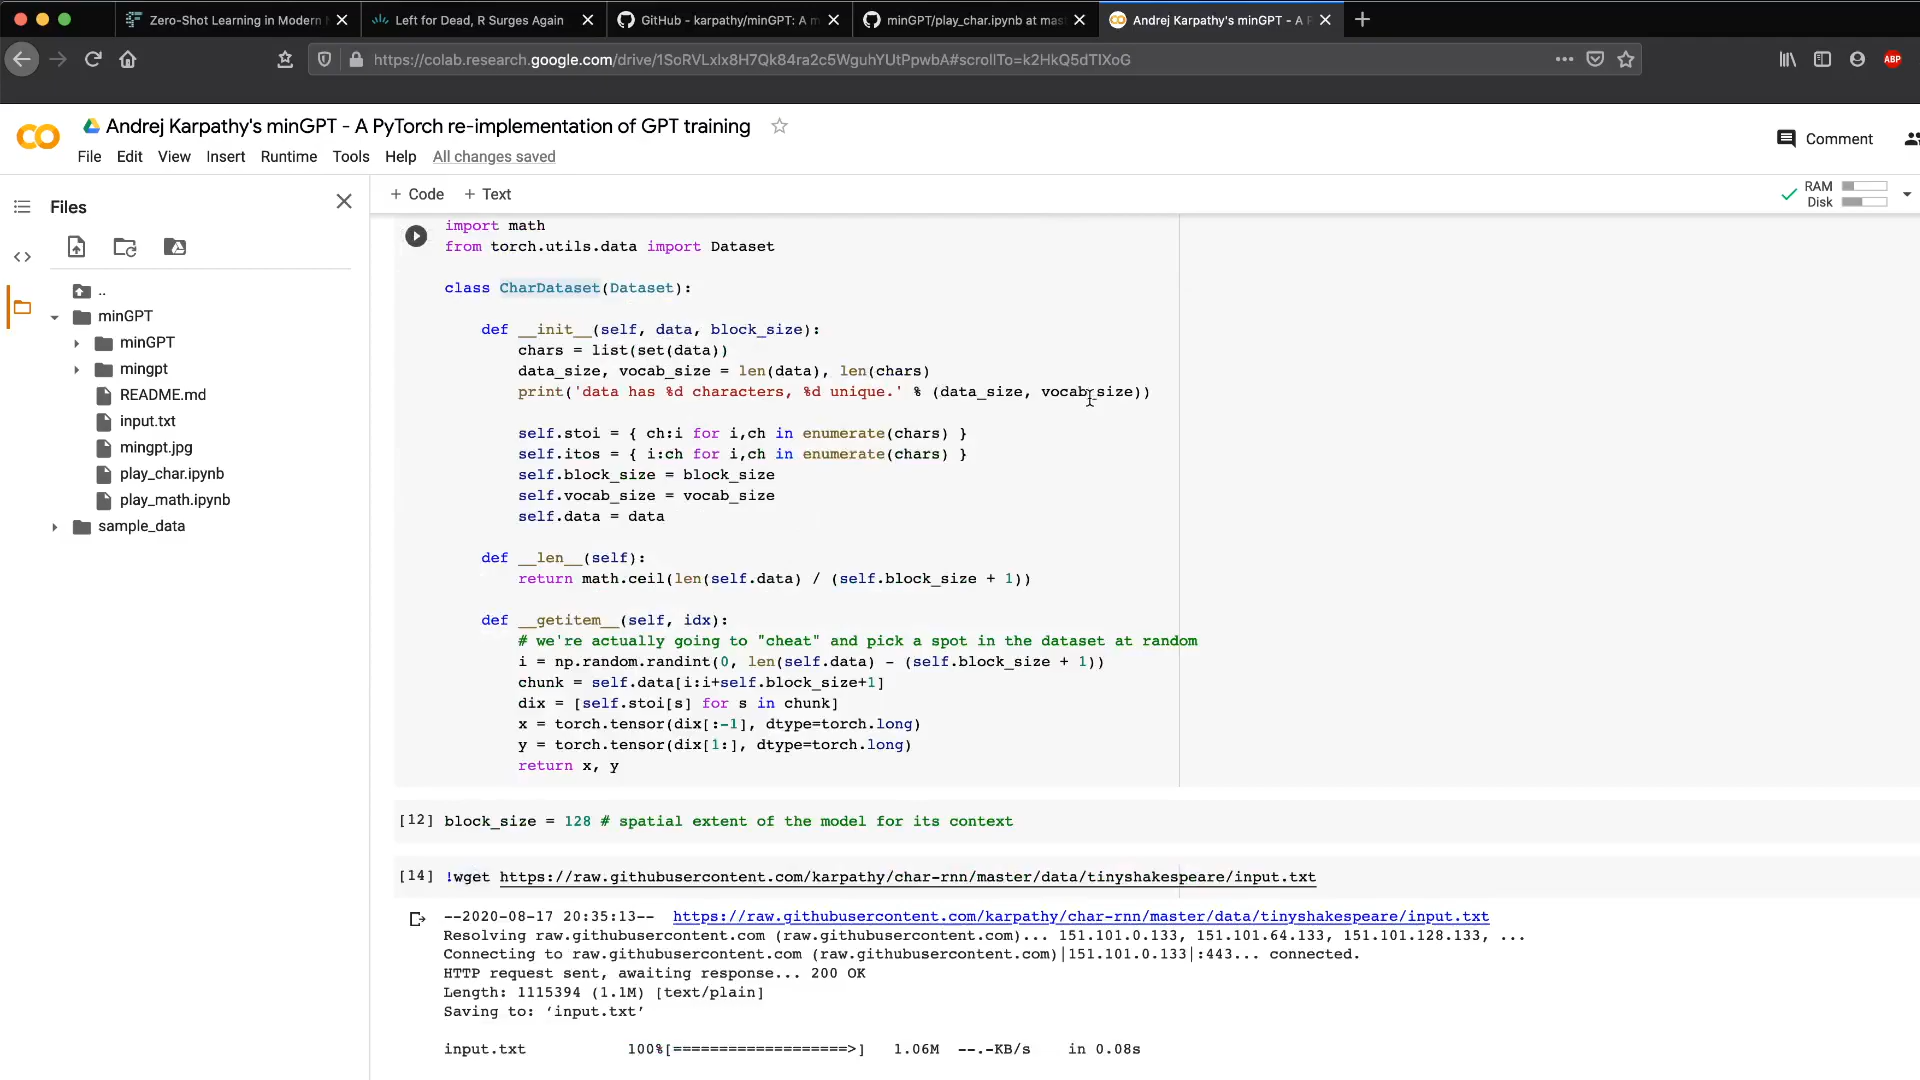 Zero-Shot Learning in Modern
Left for Dead, R Surges Again
GitHub - karpathy/minGPT: A m
minGPT/play_char.ipynb at mas
Andrej Karpathy's minGPT - A P
https://colab.research.google.com/drive/1SoRVLxlx8H7Qk84ra2c5WguhYUtPpwbA#scrollTo=k2HkQ5dTIXoG
ABP
Andrej Karpathy's minGPT - A PyTorch re-implementation of GPT training
Comment
File Edit View Insert Runtime Tools Help All changes saved
Files
+ Code + Text
RAM
Disk
..
minGPT
minGPT
mingpt
README.md
input.txt
mingpt.jpg
play_char.ipynb
play_math.ipynb
sample_data
import math
from torch.utils.data import Dataset
class CharDataset(Dataset):
def __init__(self, data, block_size):
chars = list(set(data))
data_size, vocab_size = len(data), len(chars)
print('data has %d characters, %d unique.' % (data_size, vocab_size))
self.stoi = { ch:i for i,ch in enumerate(chars) }
self.itos = { i:ch for i,ch in enumerate(chars) }
self.block_size = block_size
self.vocab_size = vocab_size
self.data = data
def __len__(self):
return math.ceil(len(self.data) / (self.block_size + 1))
def __getitem__(self, idx):
# we're actually going to "cheat" and pick a spot in the dataset at random
i = np.random.randint(0, len(self.data) - (self.block_size + 1))
chunk = self.data[i:i+self.block_size+1]
dix = [self.stoi[s] for s in chunk]
x = torch.tensor(dix[:-1], dtype=torch.long)
y = torch.tensor(dix[1:], dtype=torch.long)
return x, y
[12] block_size = 128 # spatial extent of the model for its context
[14] !wget https://raw.githubusercontent.com/karpathy/char-rnn/master/data/tinyshakespeare/input.txt
--2020-08-17 20:35:13-- https://raw.githubusercontent.com/karpathy/char-rnn/master/data/tinyshakespeare/input.txt
Resolving raw.githubusercontent.com (raw.githubusercontent.com)... 151.101.0.133, 151.101.64.133, 151.101.128.133, ...
Connecting to raw.githubusercontent.com (raw.githubusercontent.com)|151.101.0.133|:443... connected.
HTTP request sent, awaiting response... 200 OK
Length: 1115394 (1.1M) [text/plain]
Saving to: ‘input.txt’
input.txt 100%[===================>] 1.06M --.-KB/s in 0.08s